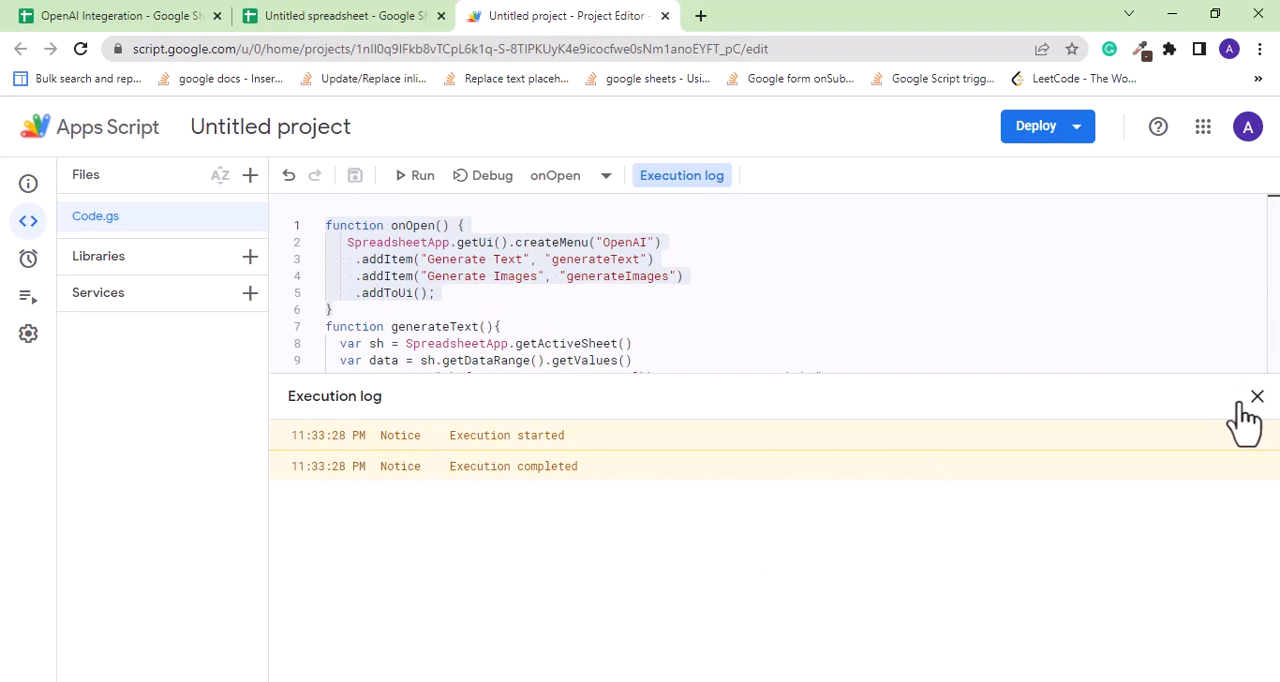 OpenAI Integeration - Google Sh
Untitled spreadsheet - Google Sh
Untitled project - Project Editor -
script.google.com/u/0/home/projects/1nIl0q9IFkb8vTCpL6k1q-S-8TlPKUyK4e9icocfwe0sNm1anoEYFT_pC/edit
A
Bulk search and rep...
google docs - Inser...
Update/Replace inli...
Replace text placeh...
google sheets - Usi...
Google form onSub...
Google Script trigg...
LeetCode - The Wo...
»
Apps Script
Untitled project
Deploy
A
Files
AZ
Run
Debug
onOpen
Execution log
Code.gs
Libraries
Services
1 function onOpen() {
2 SpreadsheetApp.getUi().createMenu("OpenAI")
3 .addItem("Generate Text", "generateText")
4 .addItem("Generate Images", "generateImages")
5 .addToUi();
6 }
7 function generateText(){
8 var sh = SpreadsheetApp.getActiveSheet()
9 var data = sh.getDataRange().getValues()
Execution log
11:33:28 PM Notice Execution started
11:33:28 PM Notice Execution completed